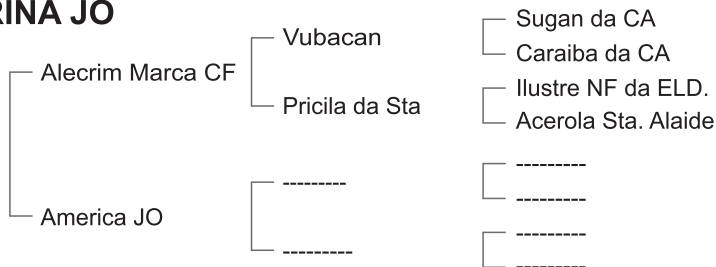 RINA JO
Sugan da CA
Vubacan
Caraiba da CA
Alecrim Marca CF
Ilustre NF da ELD.
Pricila da Sta
Acerola Sta. Alaide
---------
---------
---------
America JO
---------
---------
---------